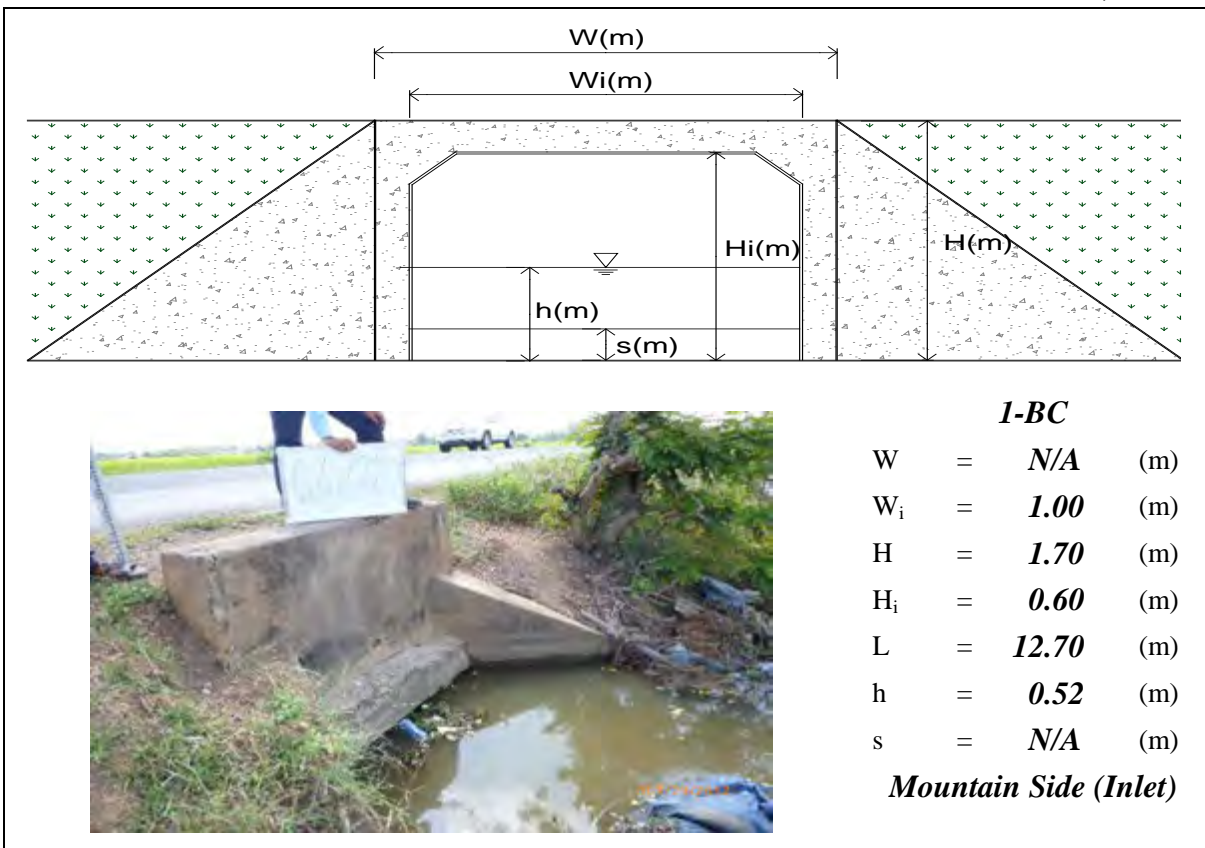 W(m)
Wi(m)
Hi(m)
H(m)
h(m)
s(m)
1-BC
W = N/A (m)
Wi = 1.00 (m)
H = 1.70 (m)
Hi = 0.60 (m)
L = 12.70 (m)
h = 0.52 (m)
s = N/A (m)
Mountain Side (Inlet)